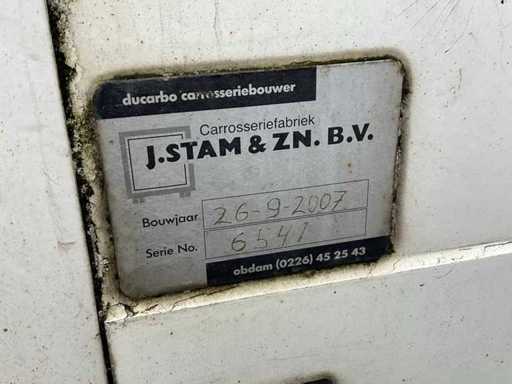 ducarbo carrosseriebouwer
Carrosseriefabriek
J.STAM & ZN. B.V.
Bouwjaar 26-9-2007
Serie No. 6541
obdam (0226) 45 25 43